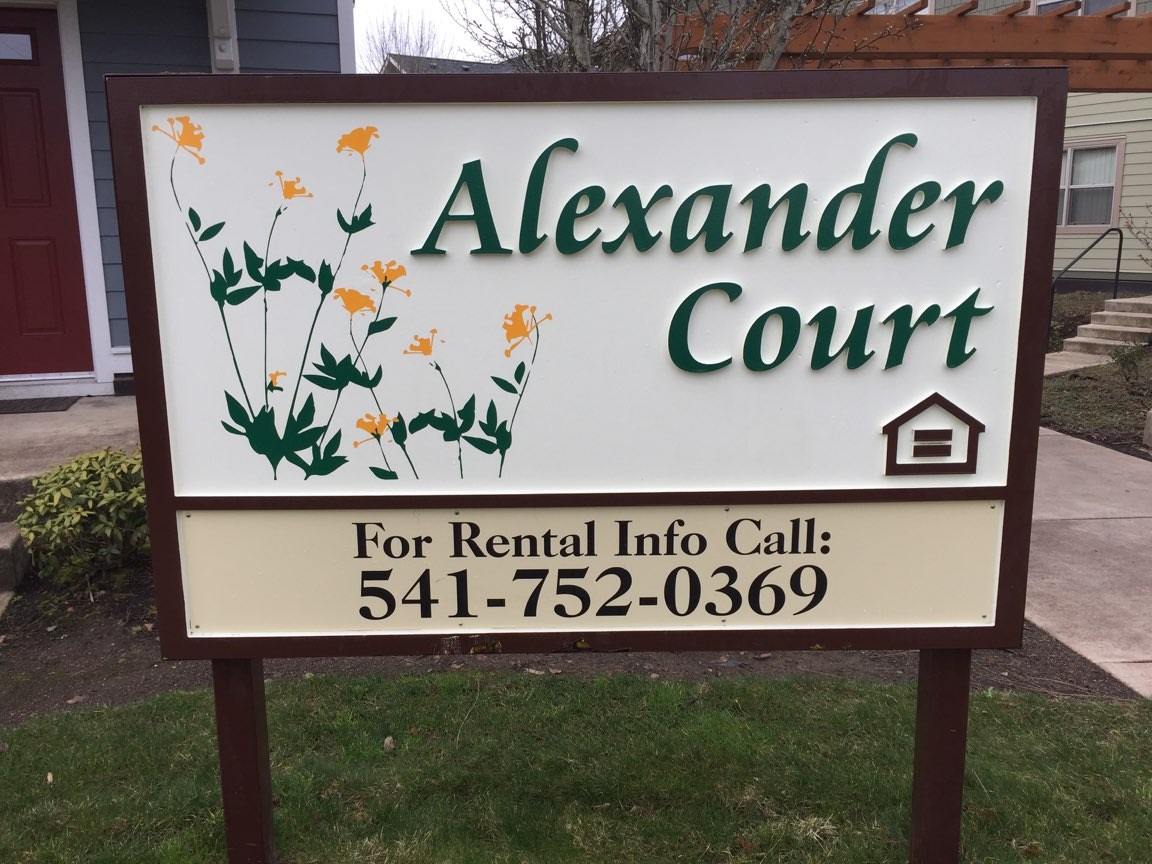 Alexander
Court
For Rental Info Call:
541-752-0369